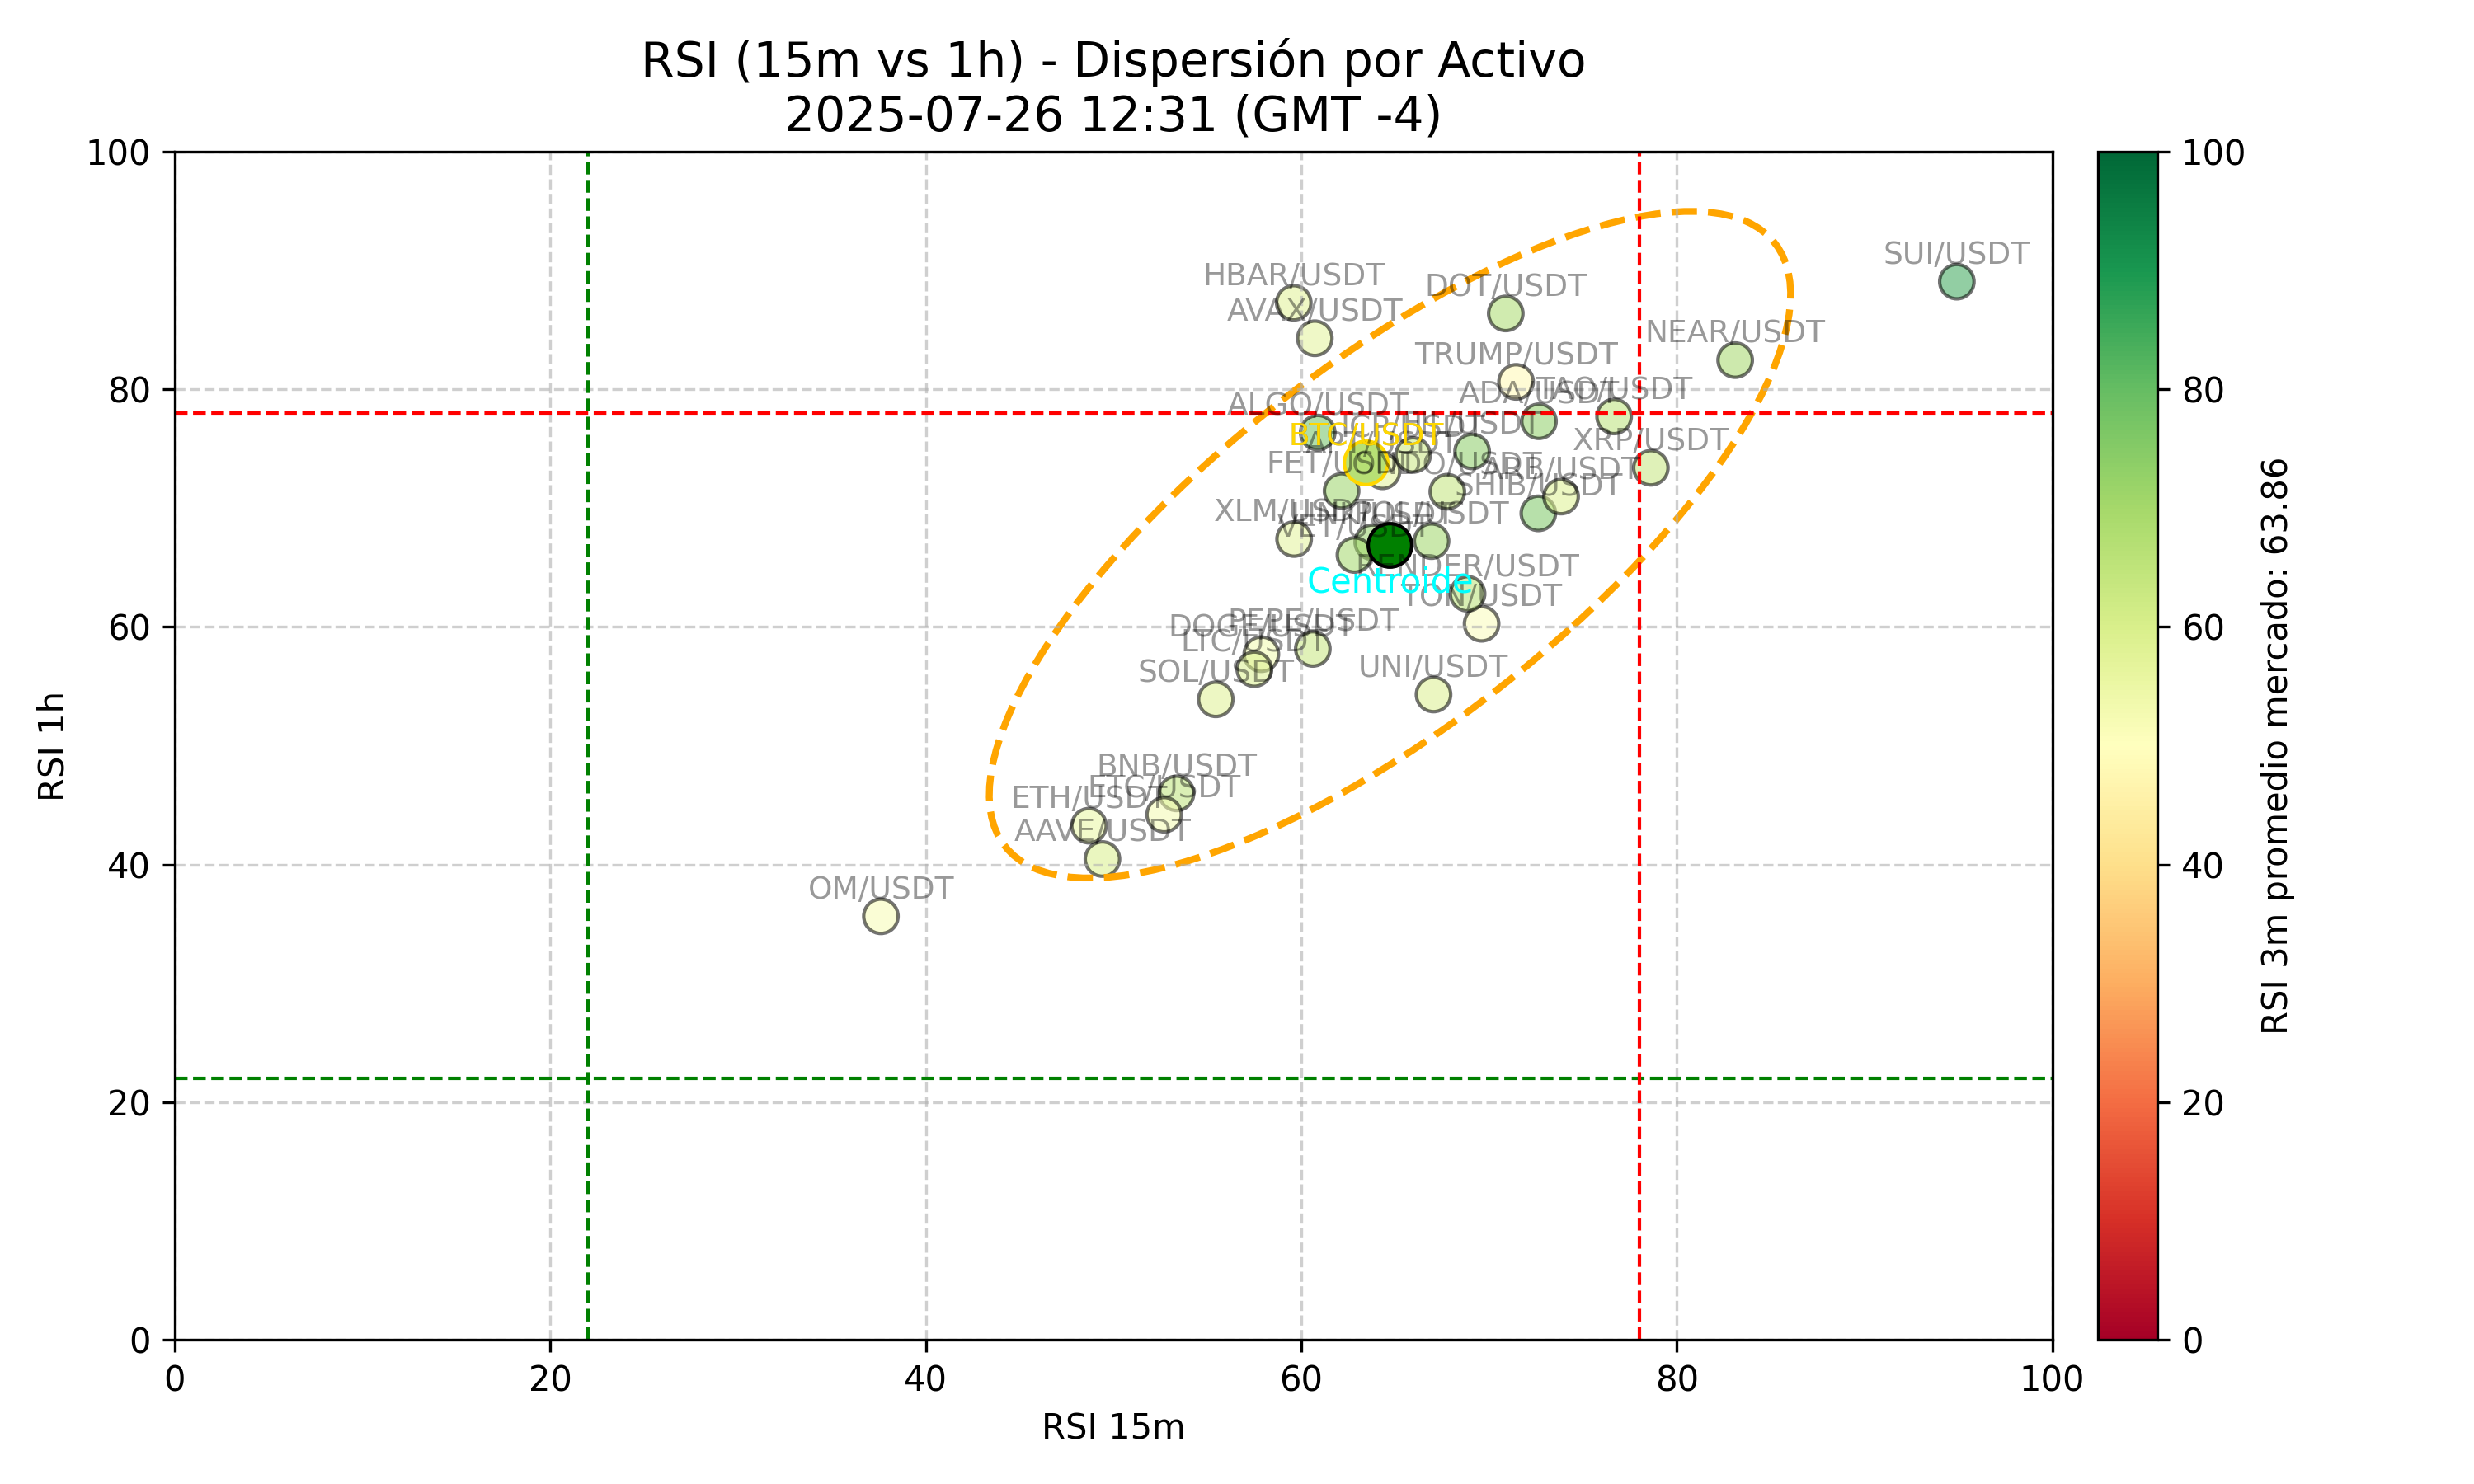 RSI (15m vs 1h) - Dispersión por Activo
2025-07-26 12:31 (GMT -4)
RSI 1h
100
80
60
40
20
0
0
20
40
60
80
100
RSI 15m
SUI/USDT
HBAR/USDT
DOT/USDT
AVAX/USDT
NEAR/USDT
TRUMP/USDT
ADA/USDT
TAO/USDT
ALGO/USDT
BTC/USDT
XRP/USDT
FET/USDT
ARB/USDT
SHIB/USDT
XLM/USDT
VET/USDT
RENDER/USDT
Centroide
TON/USDT
PEPE/USDT
DOGE/USDT
LTC/USDT
SOL/USDT
UNI/USDT
BNB/USDT
ETC/USDT
ETH/USDT
AAVE/USDT
OM/USDT
100
80
60
40
20
0
RSI 3m promedio mercado: 63.86